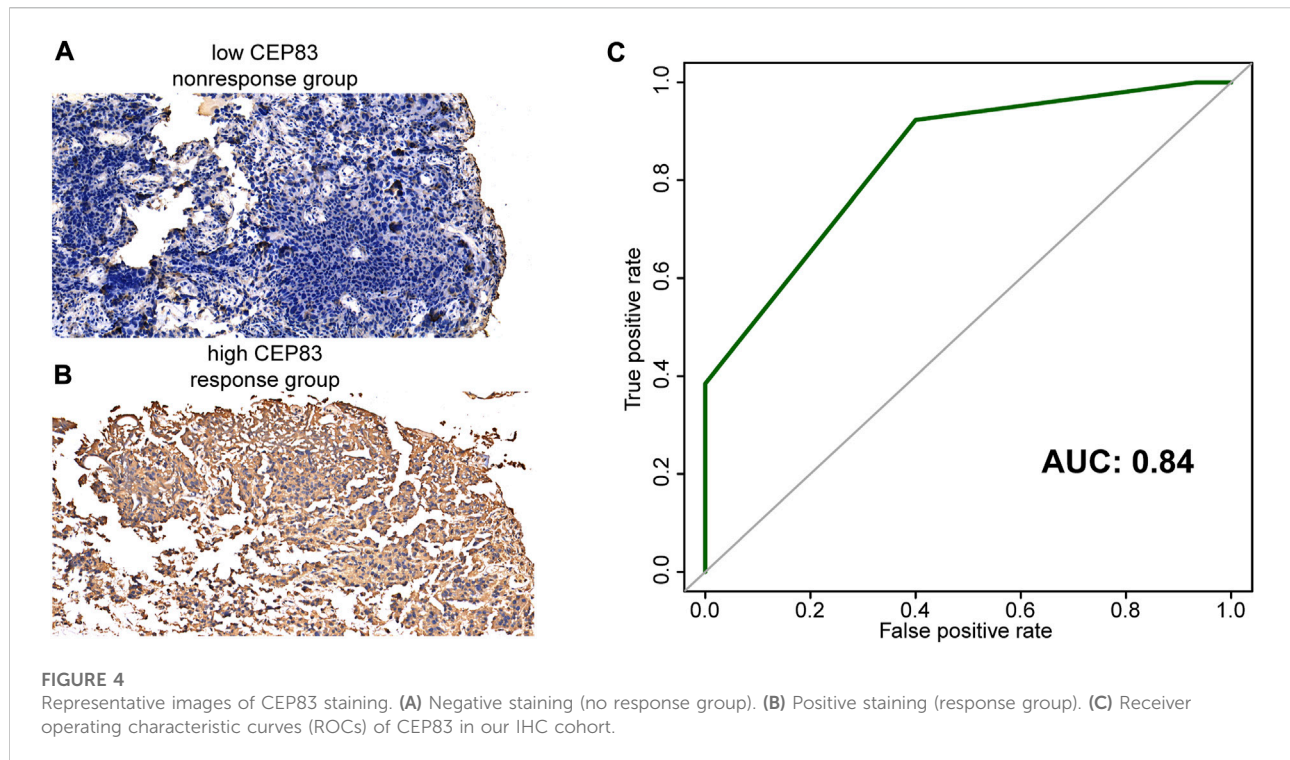 A
low CEP83
nonresponse group
high CEP83
B
response group
C
True positive rate
0.0
0.2
0.4
0.6
0.8
1.0
AUC: 0.84
0.0 0.2 0.4 0.6 0.8 1.0
False positive rate
FIGURE 4
Representative images of CEP83 staining. (A) Negative staining (no response group). (B) Positive staining (response group). (C) Receiver
operating characteristic curves (ROCs) of CEP83 in our IHC cohort.